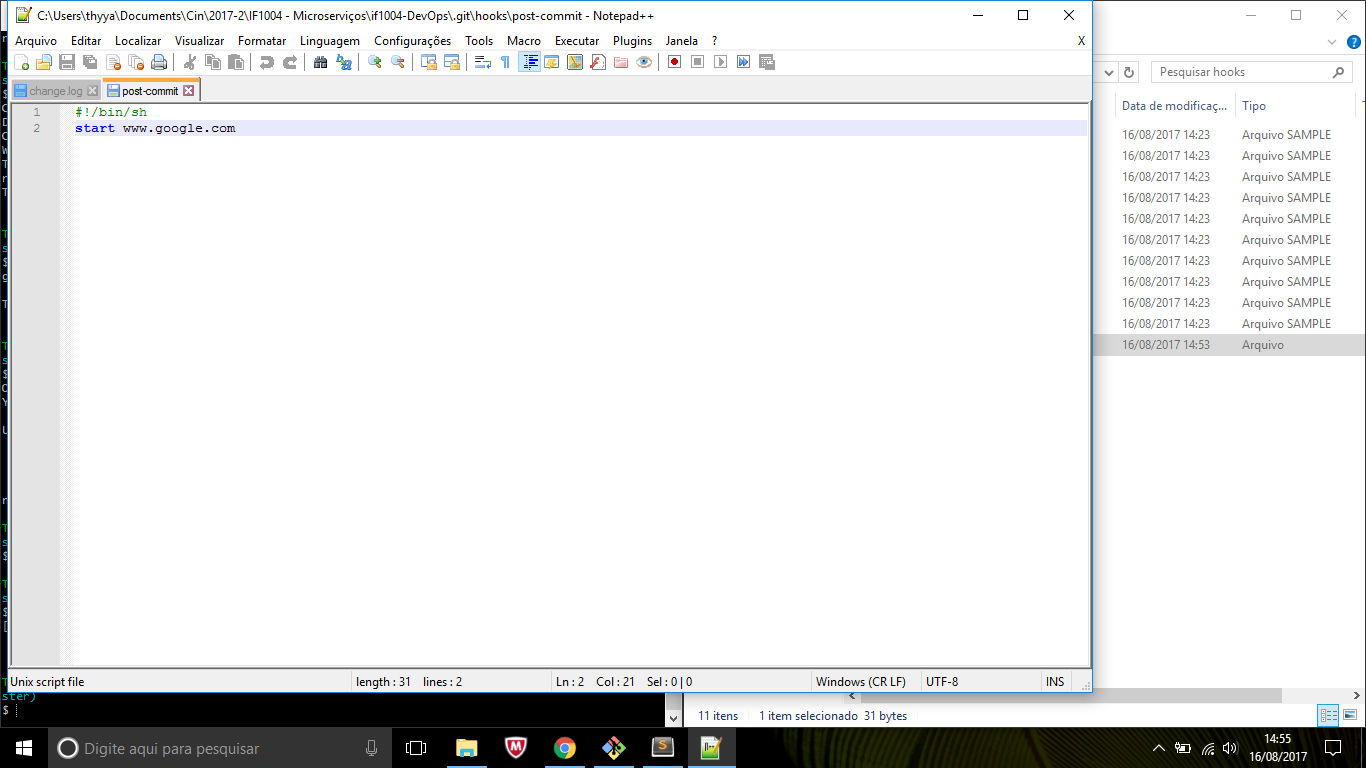 C:\Users\thyya\Documents\Cin\2017-2\IF1004 - Microserviços\if1004-DevOps\.git\hooks\post-commit - Notepad++
Arquivo Editar Localizar Visualizar Formatar Linguagem Configurações Tools Macro Executar Plugins Janela ? X
change.log post-commit
1 #!/bin/sh
2 start www.google.com
Unix script file length : 31 lines : 2 Ln : 2 Col : 21 Sel : 0 | 0 Windows (CR LF) UTF-8 INS
Pesquisar hooks
Data de modificaç... Tipo
16/08/2017 14:23 Arquivo SAMPLE
16/08/2017 14:23 Arquivo SAMPLE
16/08/2017 14:23 Arquivo SAMPLE
16/08/2017 14:23 Arquivo SAMPLE
16/08/2017 14:23 Arquivo SAMPLE
16/08/2017 14:23 Arquivo SAMPLE
16/08/2017 14:23 Arquivo SAMPLE
16/08/2017 14:23 Arquivo SAMPLE
16/08/2017 14:23 Arquivo SAMPLE
16/08/2017 14:23 Arquivo SAMPLE
16/08/2017 14:53 Arquivo
ster)
$
11 itens 1 item selecionado 31 bytes
Digite aqui para pesquisar
14:55
16/08/2017